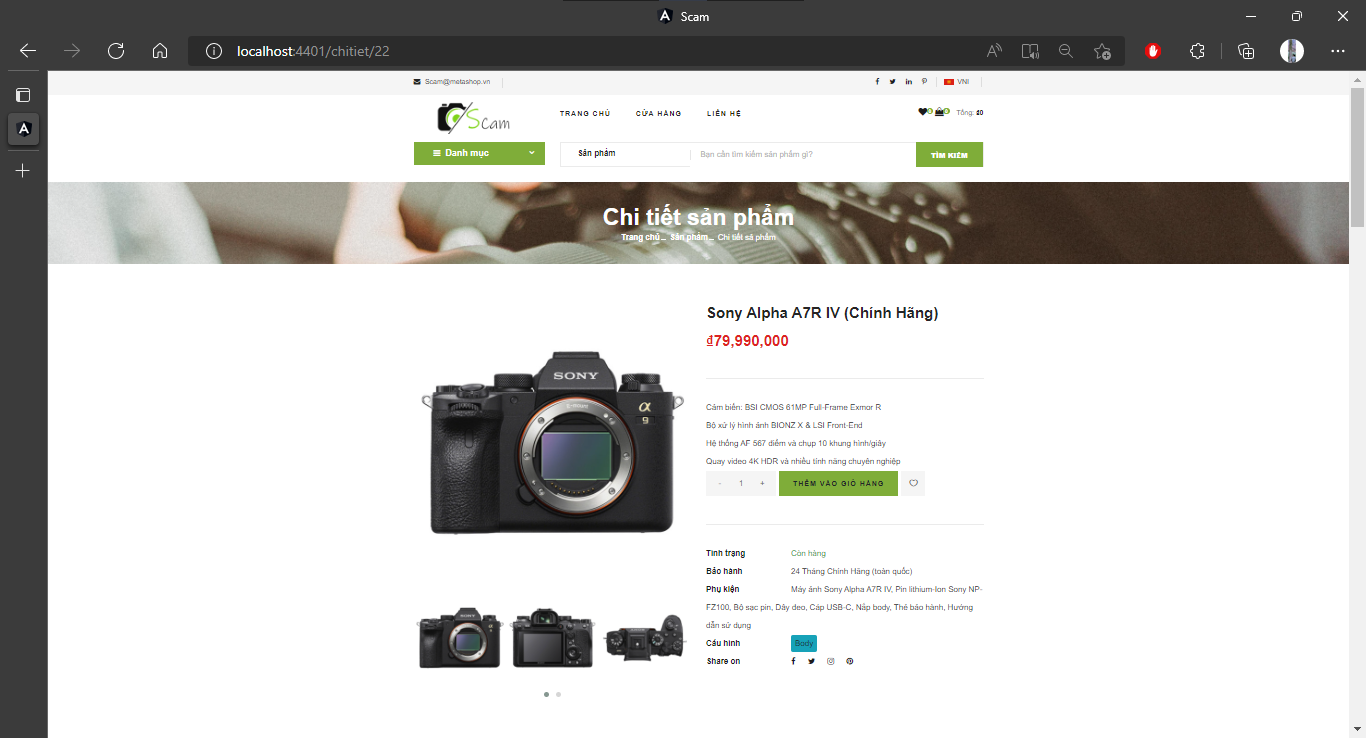 Scam
localhost:4401/chitiet/22
Scam@metashop.vn
VNI
Scam
TRANG CHỦ CỬA HÀNG LIÊN HỆ
0 0 Tổng: ₫0
Danh mục
Sản phẩm
Bạn cần tìm kiếm sản phẩm gì?
TÌM KIẾM
Chi tiết sản phẩm
Trang chủ _ Sản phẩm _ Chi tiết sả phẩm
Sony Alpha A7R IV (Chính Hãng)
₫79,990,000
SONY
α
9
Cảm biến: BSI CMOS 61MP Full-Frame Exmor R
Bộ xử lý hình ảnh BIONZ X & LSI Front-End
Hệ thống AF 567 điểm và chụp 10 khung hình/giây
Quay video 4K HDR và nhiều tính năng chuyên nghiệp
- 1 +
THÊM VÀO GIỎ HÀNG
Tình trạng Còn hàng
Bảo hành 24 Tháng Chính Hãng (toàn quốc)
Phụ kiện Máy ảnh Sony Alpha A7R IV, Pin lithium-Ion Sony NP-
FZ100, Bộ sạc pin, Dây đeo, Cáp USB-C, Nắp body, Thẻ bảo hành, Hướng
dẫn sử dụng
Cấu hình Body
Share on